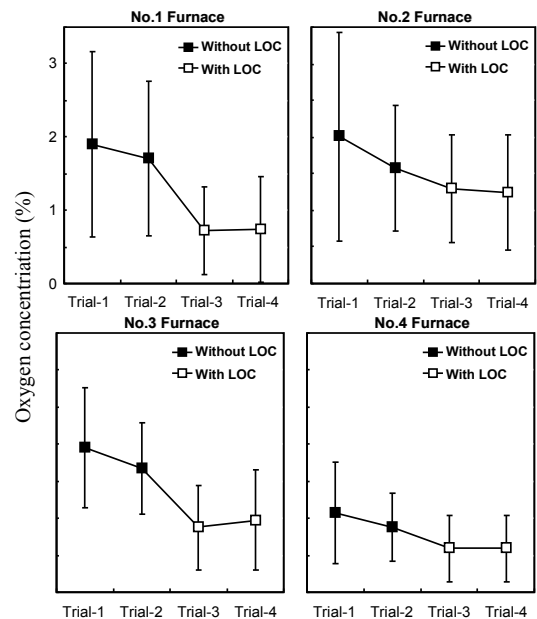 No.1 Furnace
No.2 Furnace
Without LOC
With LOC
Without LOC
With LOC
3
2
1
0
Oxygen concentriation (%)
Trial-1 Trial-2 Trial-3 Trial-4
Trial-1 Trial-2 Trial-3 Trial-4
No.3 Furnace
No.4 Furnace
Without LOC
With LOC
Without LOC
With LOC
Trial-1 Trial-2 Trial-3 Trial-4
Trial-1 Trial-2 Trial-3 Trial-4